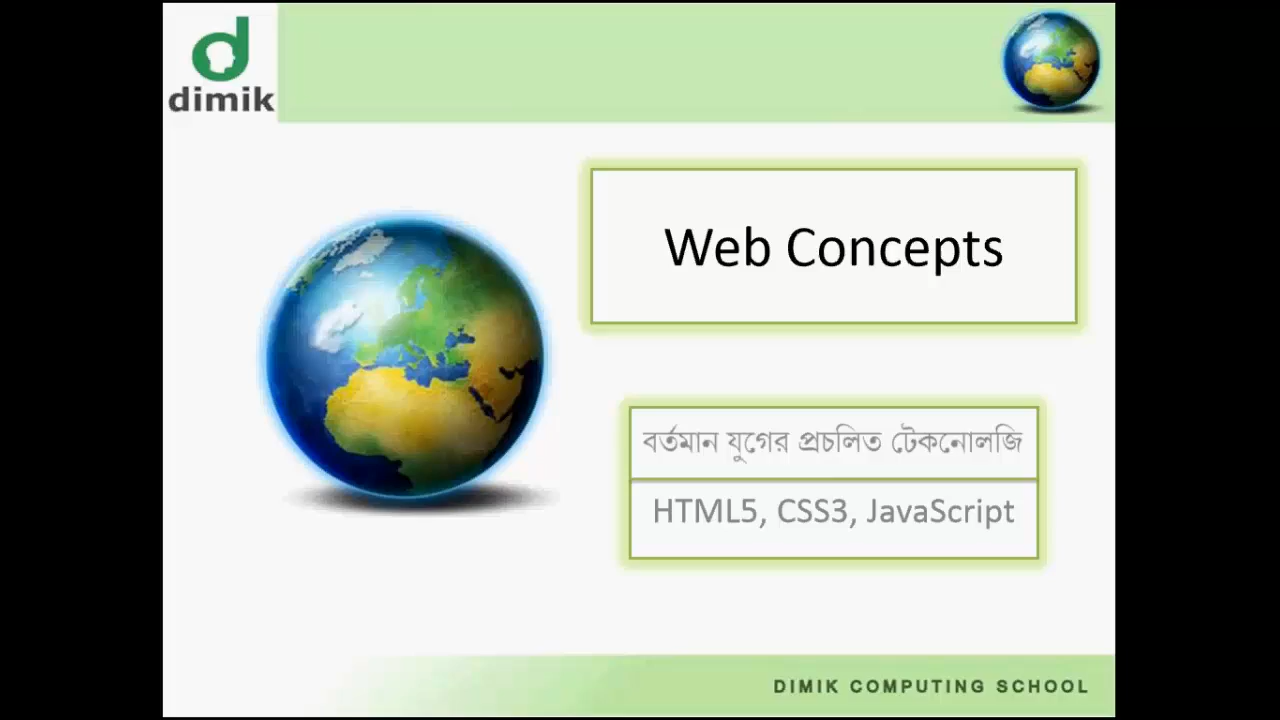 dimik
Web Concepts
বর্তমান যুগের প্রচলিত টেকনোলজি
HTML5, CSS3, JavaScript
DIMIK COMPUTING SCHOOL